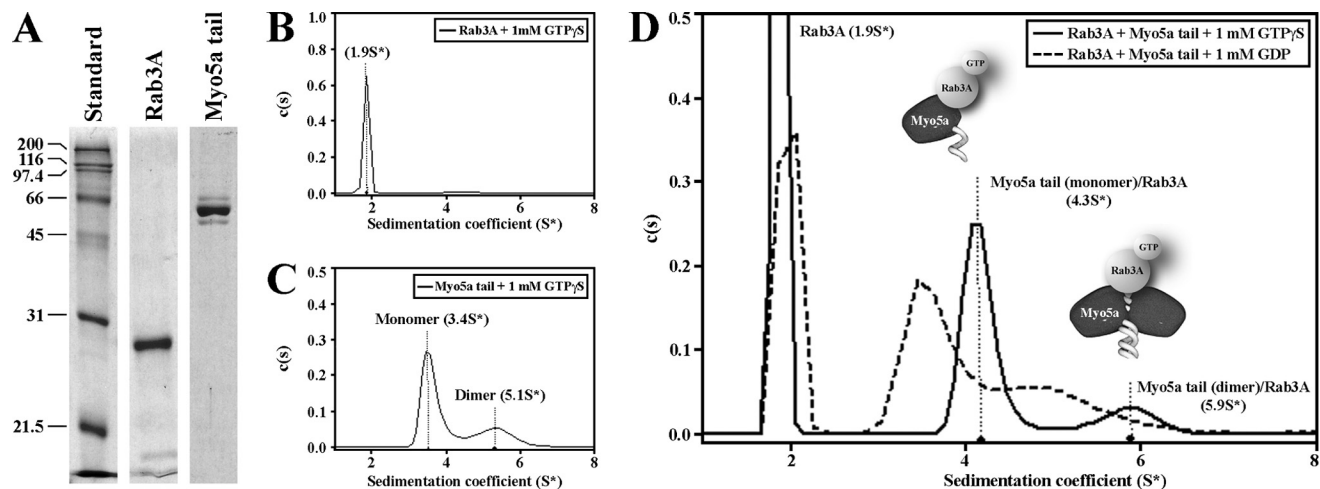 A
Standard
Rab3A
Myo5a tail
200
116
97.4
66
45
31
21.5
B
Rab3A + 1mM GTPγS
(1.9S*)
c(s)
1.0
0.8
0.6
0.4
0.2
0.0
2
4
6
8
Sedimentation coefficient (S*)
C
Myo5a tail + 1 mM GTPγS
Monomer (3.4S*)
Dimer (5.1S*)
c(s)
0.5
0.4
0.3
0.2
0.1
0.0
2
4
6
8
Sedimentation coefficient (S*)
D
Rab3A + Myo5a tail + 1 mM GTPγS
Rab3A + Myo5a tail + 1 mM GDP
Rab3A (1.9S*)
GTP
Rab3A
Myo5a
Myo5a tail (monomer)/Rab3A
(4.3S*)
GTP
Rab3A
Myo5a
Myo5a tail (dimer)/Rab3A
(5.9S*)
c(s)
0.5
0.4
0.3
0.2
0.1
0.0
2
4
6
8
Sedimentation coefficient (S*)